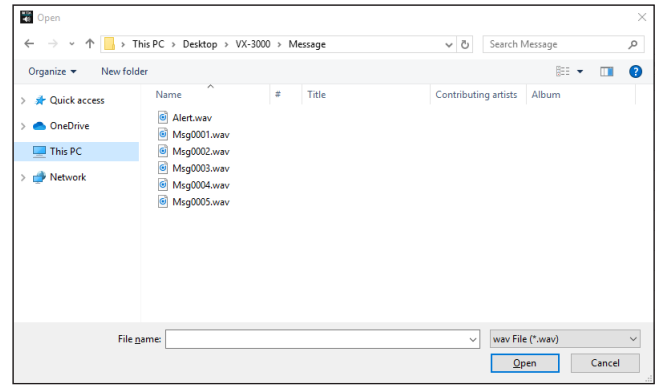 Open
This PC > Desktop > VX-3000 > Message
Search Message
Organize
New folder
Name # Title Contributing artists Album
Quick access
OneDrive
This PC
Network
Alert.wav
Msg0001.wav
Msg0002.wav
Msg0003.wav
Msg0004.wav
Msg0005.wav
File name:
wav File (*.wav)
Open Cancel